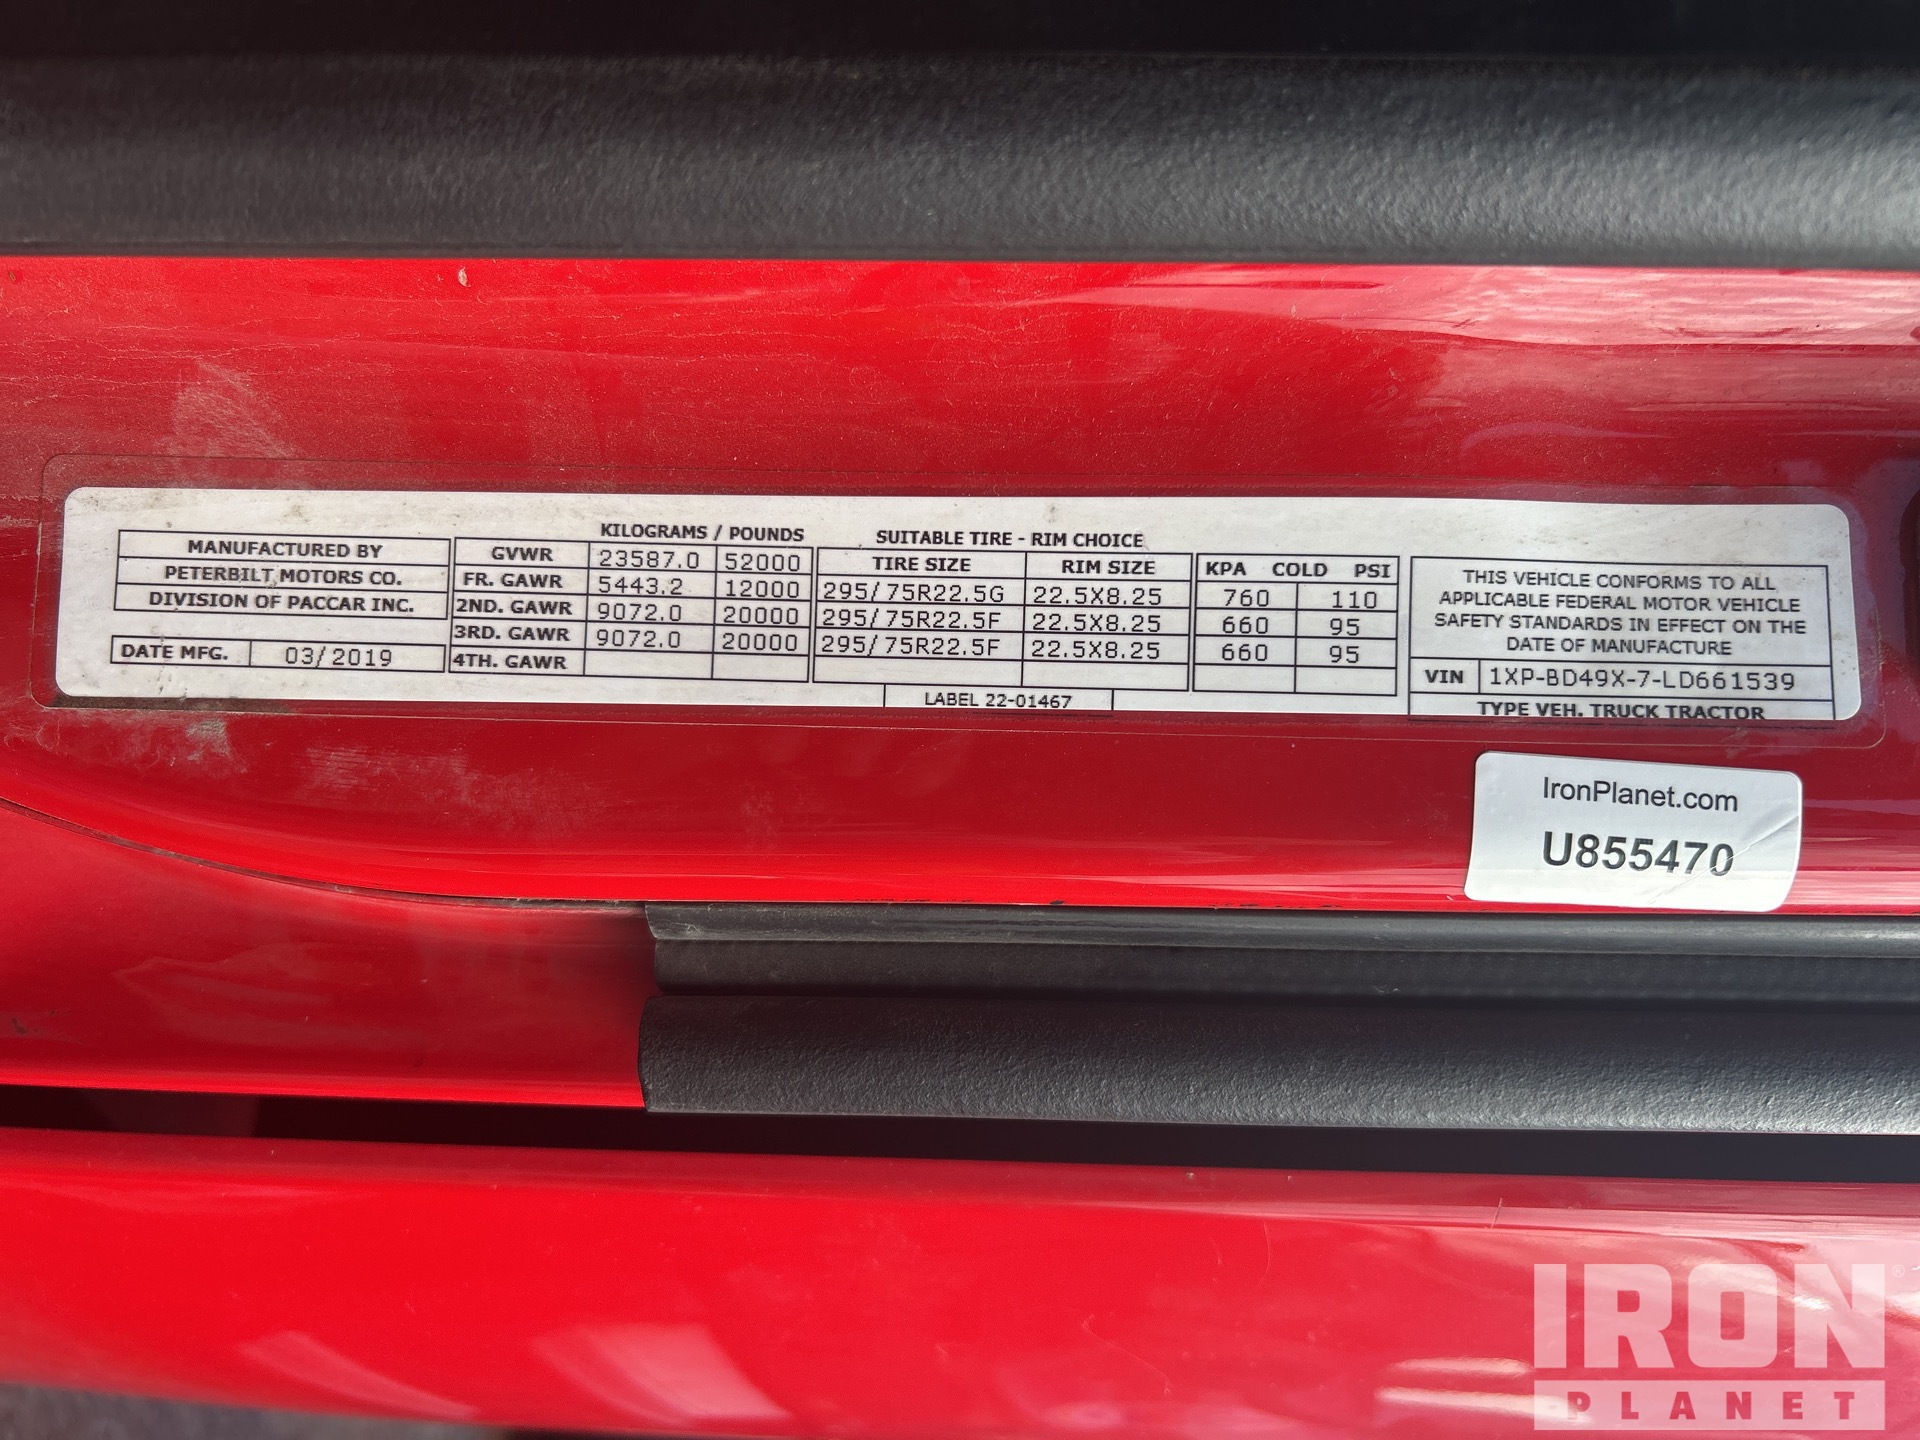 MANUFACTURED BY
PETERBILT MOTORS CO.
DIVISION OF PACCAR INC.
DATE MFG. 03/2019
KILOGRAMS / POUNDS
GVWR 23587.0 52000
FR. GAWR 5443.2 12000
2ND. GAWR 9072.0 20000
3RD. GAWR 9072.0 20000
4TH. GAWR
SUITABLE TIRE - RIM CHOICE
TIRE SIZE RIM SIZE
295/75R22.5G 22.5X8.25
295/75R22.5F 22.5X8.25
295/75R22.5F 22.5X8.25
KPA COLD PSI
760 110
660 95
660 95
LABEL 22-01467
THIS VEHICLE CONFORMS TO ALL
APPLICABLE FEDERAL MOTOR VEHICLE
SAFETY STANDARDS IN EFFECT ON THE
DATE OF MANUFACTURE
VIN 1XP-BD49X-7-LD661539
TYPE VEH. TRUCK TRACTOR
IronPlanet.com
U855470
IRON®
PLANET